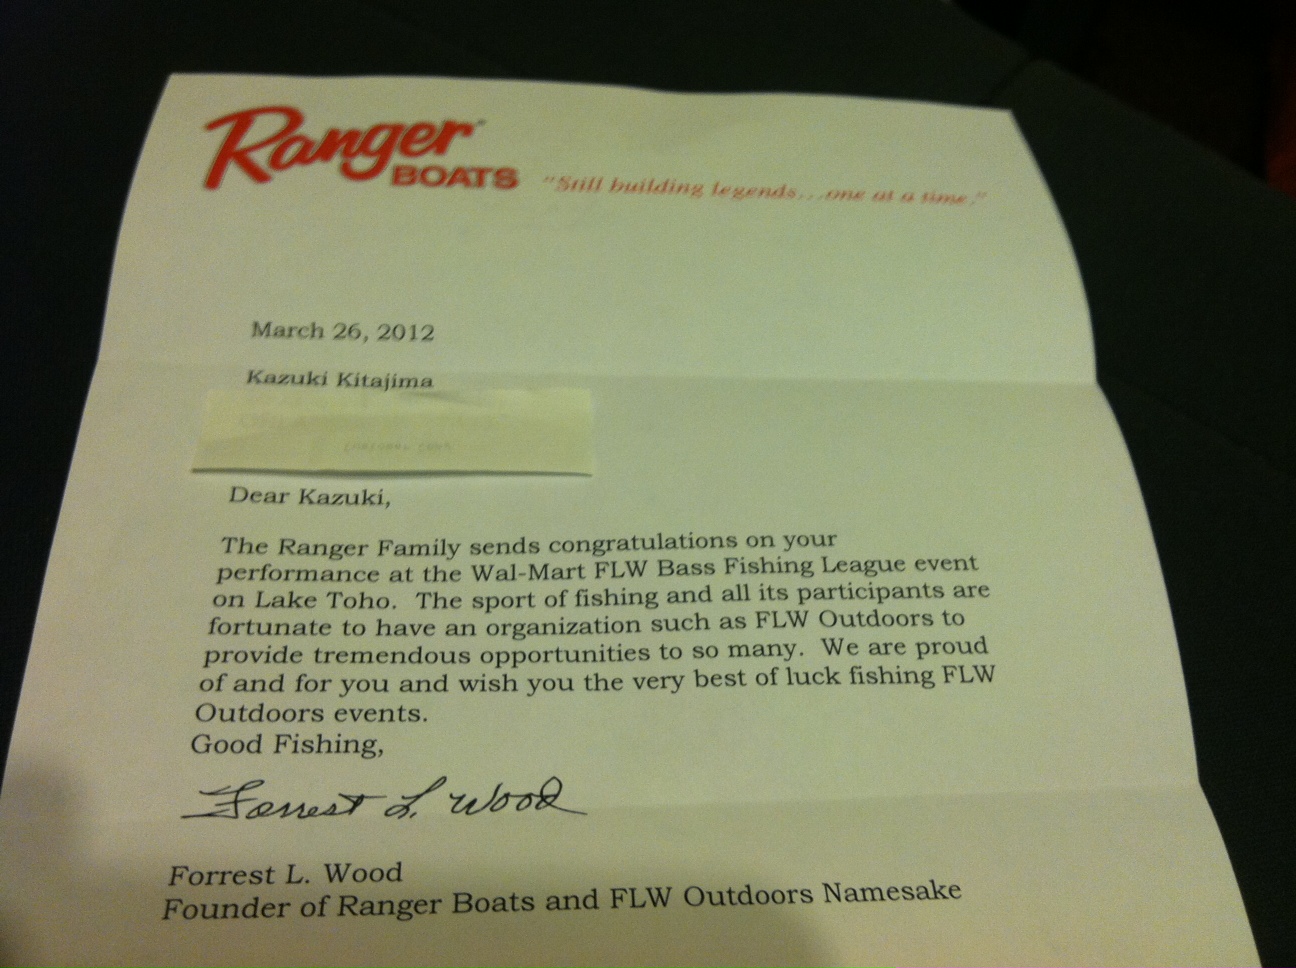 Ranger™
BOATS "Still building legends...one at a time."
March 26, 2012
Kazuki Kitajima
Dear Kazuki,
The Ranger Family sends congratulations on your
performance at the Wal-Mart FLW Bass Fishing League event
on Lake Toho. The sport of fishing and all its participants are
fortunate to have an organization such as FLW Outdoors to
provide tremendous opportunities to so many. We are proud
of and for you and wish you the very best of luck fishing FLW
Outdoors events.
Good Fishing,
Forrest L. Wood
Forrest L. Wood
Founder of Ranger Boats and FLW Outdoors Namesake